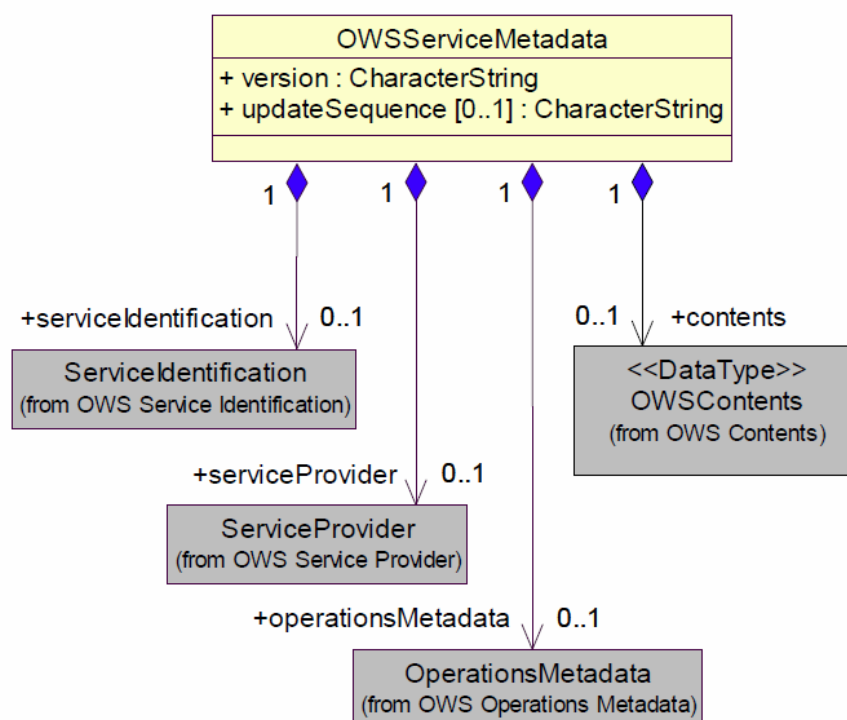 OWSServiceMetadata
+ version : CharacterString
+ updateSequence [0..1] : CharacterString
1
1
1
1
+serviceIdentification
0..1
0..1
+contents
ServiceIdentification
(from OWS Service Identification)
<<DataType>>
OWSContents
(from OWS Contents)
+serviceProvider
0..1
ServiceProvider
(from OWS Service Provider)
+operationsMetadata
0..1
OperationsMetadata
(from OWS Operations Metadata)